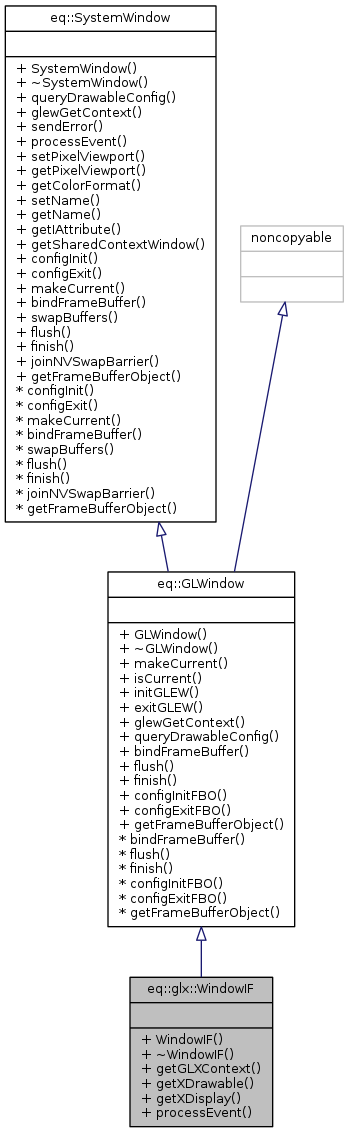 eq::SystemWindow
+ SystemWindow()
+ ~SystemWindow()
+ queryDrawableConfig()
+ glewGetContext()
+ sendError()
+ processEvent()
+ setPixelViewport()
+ getPixelViewport()
+ getColorFormat()
+ setName()
+ getName()
+ getIAttribute()
+ getSharedContextWindow()
+ configInit()
+ configExit()
+ makeCurrent()
+ bindFrameBuffer()
+ swapBuffers()
+ flush()
+ finish()
+ joinNVSwapBarrier()
+ getFrameBufferObject()
* configInit()
* configExit()
* makeCurrent()
* bindFrameBuffer()
* swapBuffers()
* flush()
* finish()
* joinNVSwapBarrier()
* getFrameBufferObject()
noncopyable
eq::GLWindow
+ GLWindow()
+ ~GLWindow()
+ makeCurrent()
+ isCurrent()
+ initGLEW()
+ exitGLEW()
+ glewGetContext()
+ queryDrawableConfig()
+ bindFrameBuffer()
+ flush()
+ finish()
+ configInitFBO()
+ configExitFBO()
+ getFrameBufferObject()
* bindFrameBuffer()
* flush()
* finish()
* configInitFBO()
* configExitFBO()
* getFrameBufferObject()
eq::glx::WindowIF
+ WindowIF()
+ ~WindowIF()
+ getGLXContext()
+ getXDrawable()
+ getXDisplay()
+ processEvent()